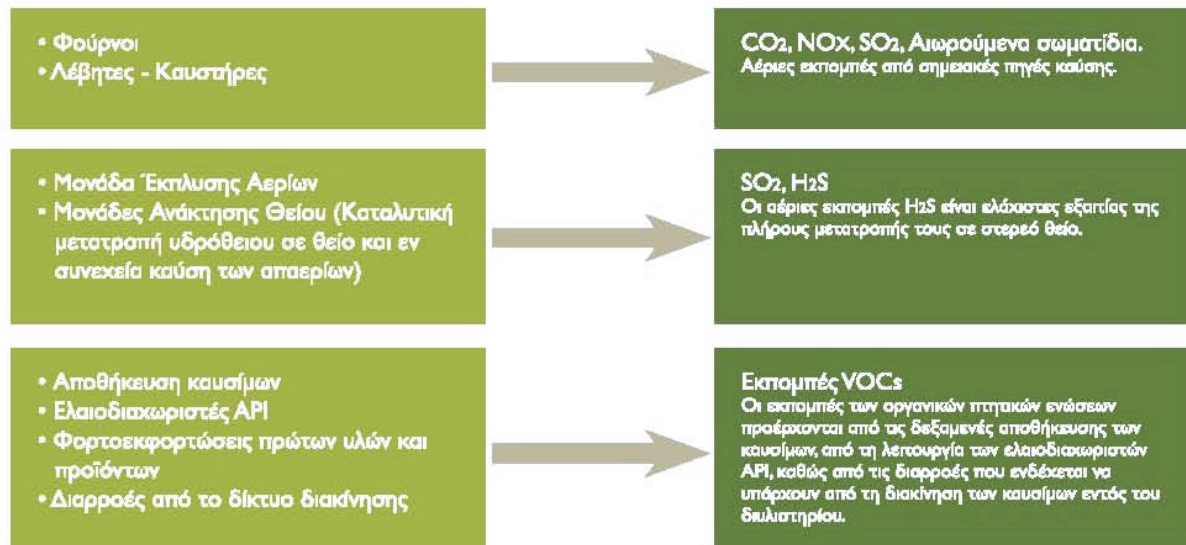 • Φούρνοι
• Λέβητες - Καυστήρες
CO2, NOx, SO2, Αιωρούμενα σωματίδια.
Αέριες εκπομπές από σημειακές πηγές καύσης.
• Μονάδα Έκπλυσης Αερίων
• Μονάδες Ανάκτησης Θείου (Καταλυτική
μετατροπή υδρόθειου σε θείο και εν
συνεχεία καύση των απαερίων)
SO2, H2S
Οι αέριες εκπομπές H2S είναι ελάχιστες εξαιτίας της
πλήρους μετατροπής τους σε στερεό θείο.
• Αποθήκευση καυσίμων
• Ελαιοδιαχωριστές API
• Φορτοεκφορτώσεις πρώτων υλών και
προϊόντων
• Διαρροές από το δίκτυο διακίνησης
Εκπομπές VOCs
Οι εκπομπές των οργανικών πτητικών ενώσεων
προέρχονται από τις δεξαμενές αποθήκευσης των
καυσίμων, από τη λειτουργία των ελαιοδιαχωριστών
API, καθώς από τις διαρροές που ενδέχεται να
υπάρχουν από τη διακίνηση των καυσίμων εντός του
διυλιστηρίου.